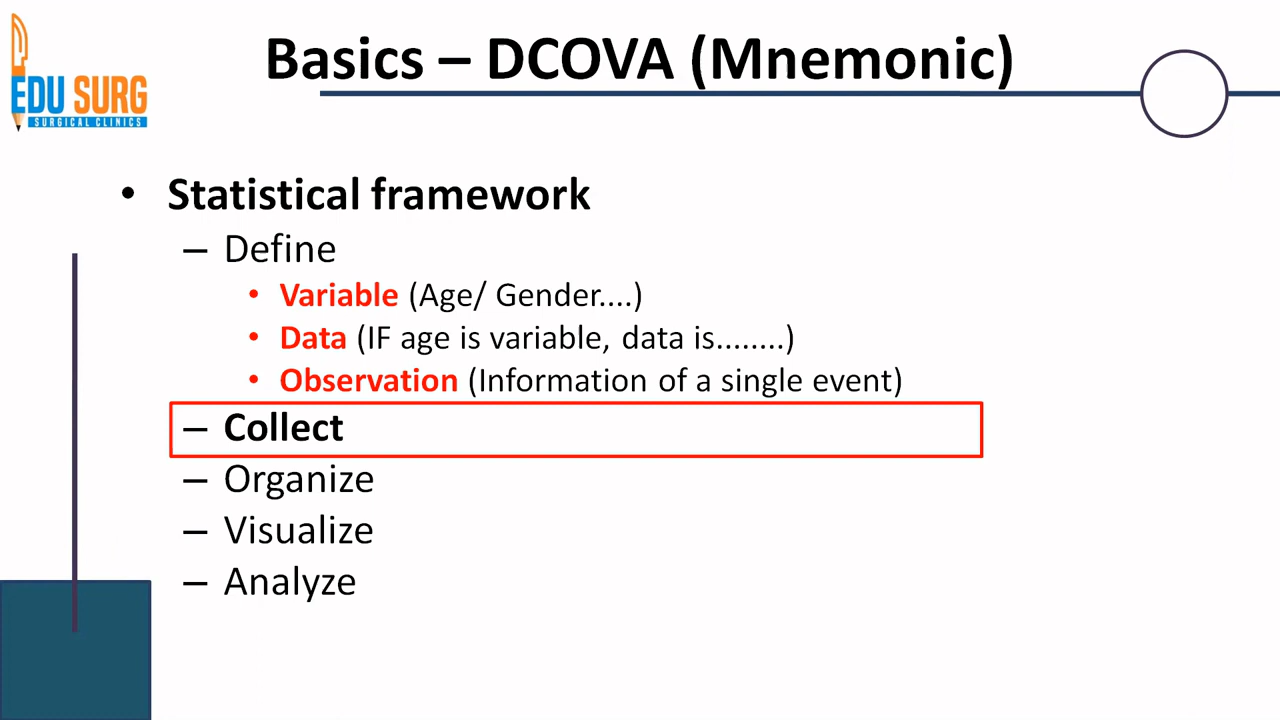 Basics – DCOVA (Mnemonic)
EDU SURG
SURGICAL CLINICS
• Statistical framework
– Define
• Variable (Age/ Gender....)
• Data (IF age is variable, data is........)
• Observation (Information of a single event)
– Collect
– Organize
– Visualize
– Analyze